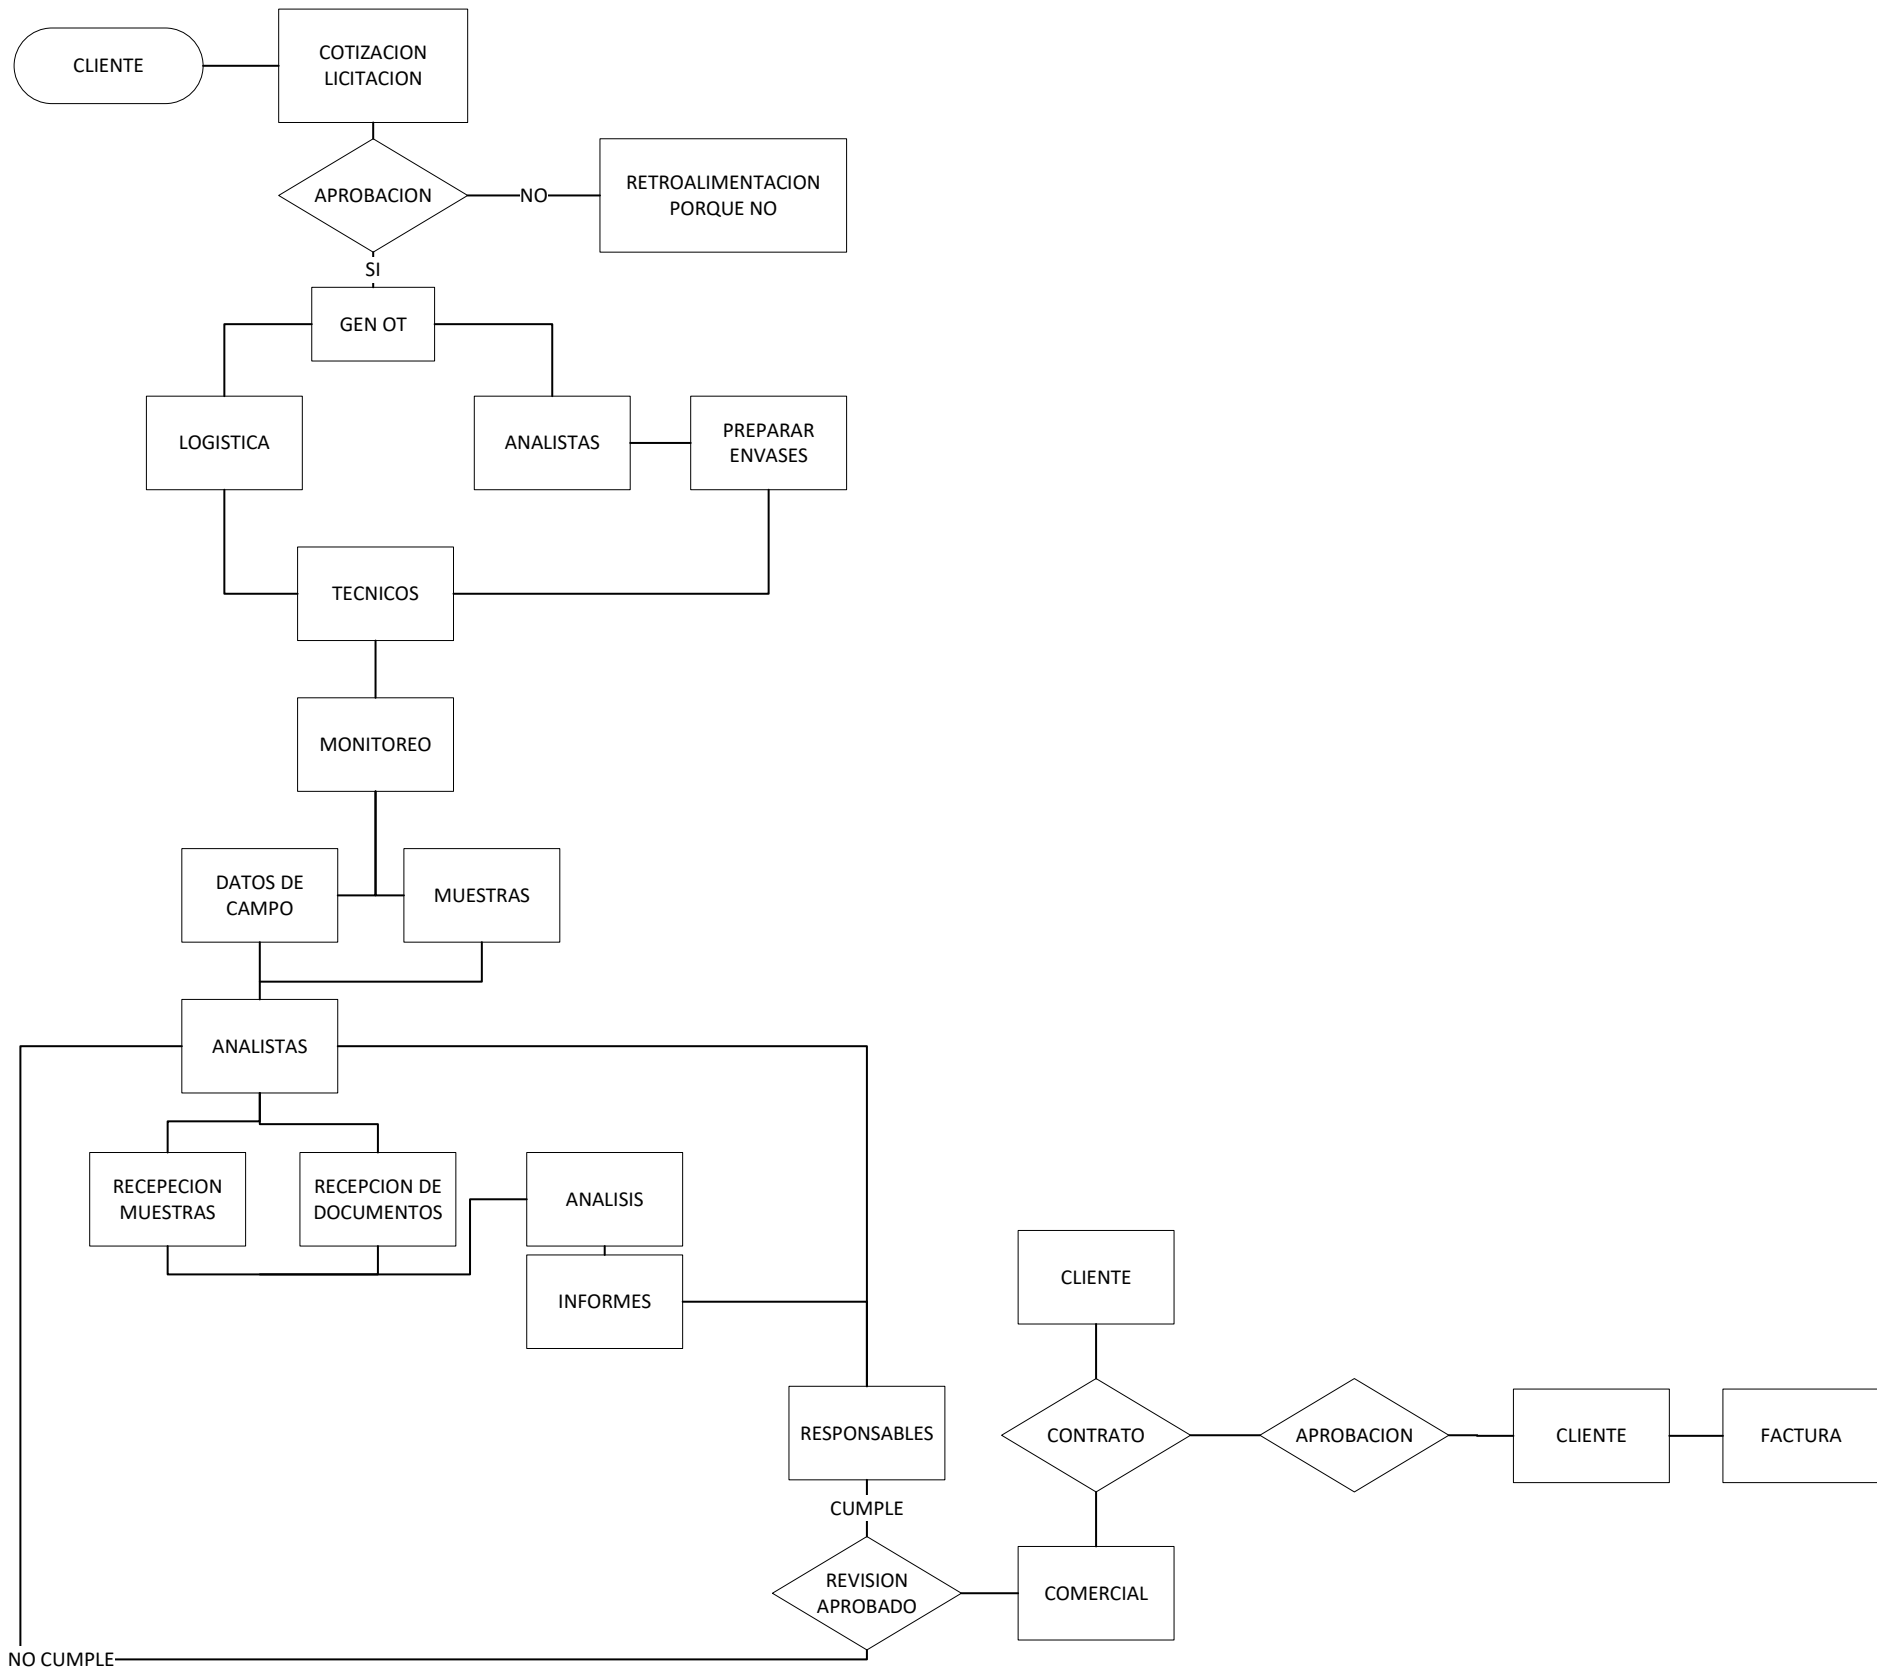 CLIENTE
COTIZACION
LICITACION
APROBACION
NO
RETROALIMENTACION
PORQUE NO
SI
GEN OT
LOGISTICA
ANALISTAS
PREPARAR
ENVASES
TECNICOS
MONITOREO
DATOS DE
CAMPO
MUESTRAS
ANALISTAS
RECEPECION
MUESTRAS
RECEPCION DE
DOCUMENTOS
ANALISIS
INFORMES
CLIENTE
RESPONSABLES
CONTRATO
APROBACION
CLIENTE
FACTURA
CUMPLE
REVISION
APROBADO
COMERCIAL
NO CUMPLE